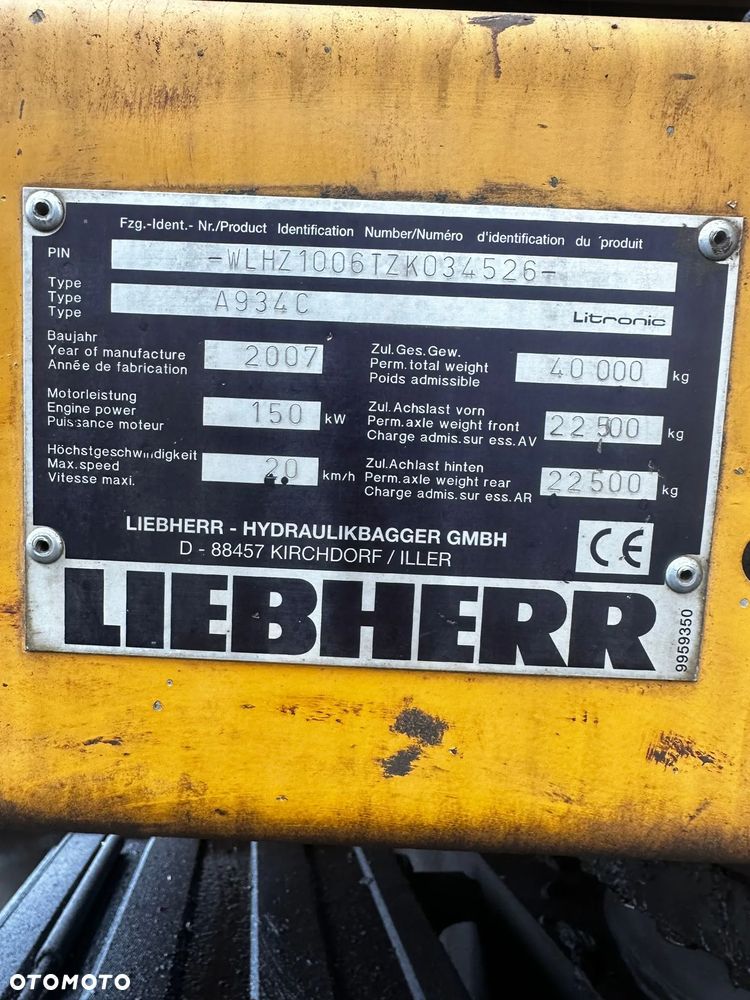 Fzg.-Ident.- Nr./Product Identification Number/Numéro d'identification du produit
PIN -WLHZ1006TZK034526-
Type
Type A934C Litronic
Type
Baujahr
Year of manufacture 2007
Année de fabrication
Zul.Ges.Gew.
Perm.total weight 40 000 kg
Poids admissible
Motorleistung
Engine power 150 kW
Puissance moteur
Zul.Achslast vorn
Perm.axle weight front 22500 kg
Charge admis.sur ess.AV
Höchstgeschwindigkeit
Max.speed 20 km/h
Vitesse maxi.
Zul.Achlast hinten
Perm.axle weight rear 22500 kg
Charge admis.sur ess.AR
LIEBHERR - HYDRAULIKBAGGER GMBH
D - 88457 KIRCHDORF / ILLER
CE
LIEBHERR
9959350
OTOMOTO